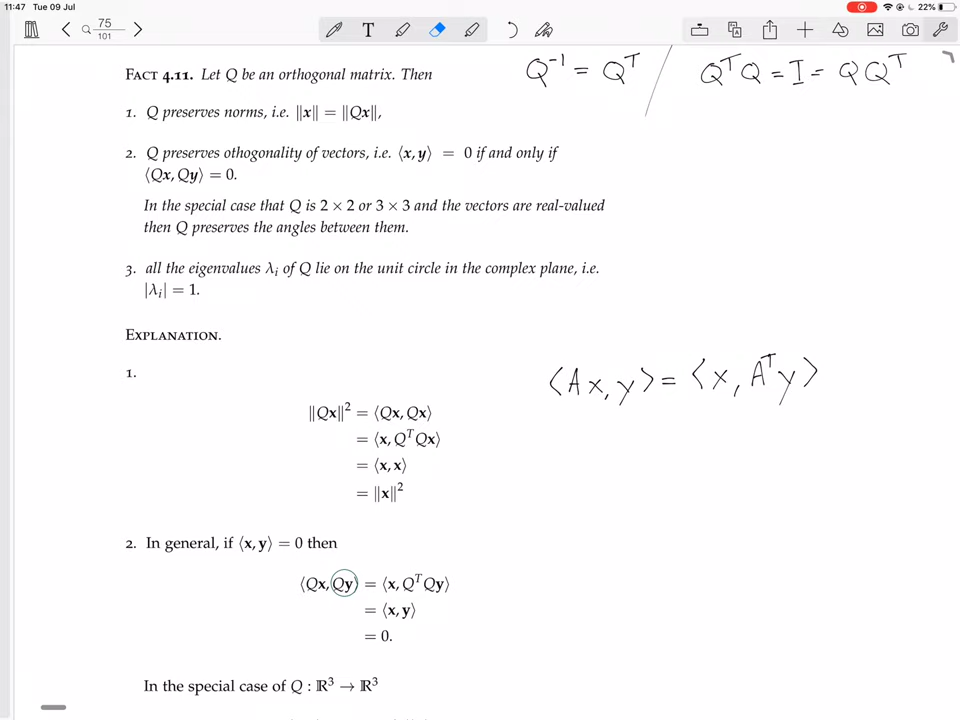 11:47 Tue 09 Jul
22%
75
101
T
FACT 4.11. Let Q be an orthogonal matrix. Then
Q⁻¹ = Qᵀ / QᵀQ = I = QQᵀ
1. Q preserves norms, i.e. ‖x‖ = ‖Qx‖,
2. Q preserves othogonality of vectors, i.e. ⟨x, y⟩ = 0 if and only if
⟨Qx, Qy⟩ = 0.
In the special case that Q is 2 × 2 or 3 × 3 and the vectors are real-valued
then Q preserves the angles between them.
3. all the eigenvalues λᵢ of Q lie on the unit circle in the complex plane, i.e.
|λᵢ| = 1.
EXPLANATION.
1.
⟨Ax, y⟩ = ⟨x, Aᵀy⟩
‖Qx‖² = ⟨Qx, Qx⟩
= ⟨x, QᵀQx⟩
= ⟨x, x⟩
= ‖x‖²
2. In general, if ⟨x, y⟩ = 0 then
⟨Qx, Qy⟩ = ⟨x, QᵀQy⟩
= ⟨x, y⟩
= 0.
In the special case of Q : ℝ³ → ℝ³